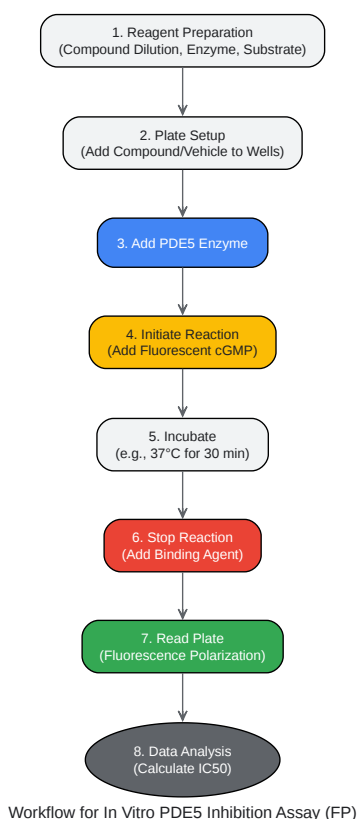 1. Reagent Preparation
(Compound Dilution, Enzyme, Substrate)
2. Plate Setup
(Add Compound/Vehicle to Wells)
3. Add PDE5 Enzyme
4. Initiate Reaction
(Add Fluorescent cGMP)
5. Incubate
(e.g., 37°C for 30 min)
6. Stop Reaction
(Add Binding Agent)
7. Read Plate
(Fluorescence Polarization)
8. Data Analysis
(Calculate IC50)
Workflow for In Vitro PDE5 Inhibition Assay (FP)